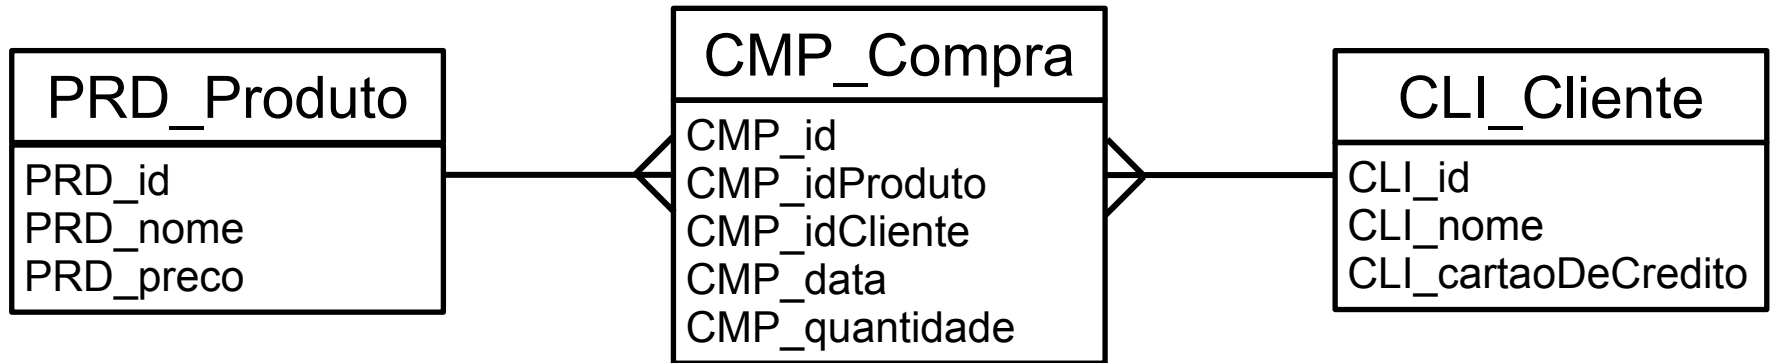 PRD_Produto
PRD_id
PRD_nome
PRD_preco
CMP_Compra
CMP_id
CMP_idProduto
CMP_idCliente
CMP_data
CMP_quantidade
CLI_Cliente
CLI_id
CLI_nome
CLI_cartaoDeCredito